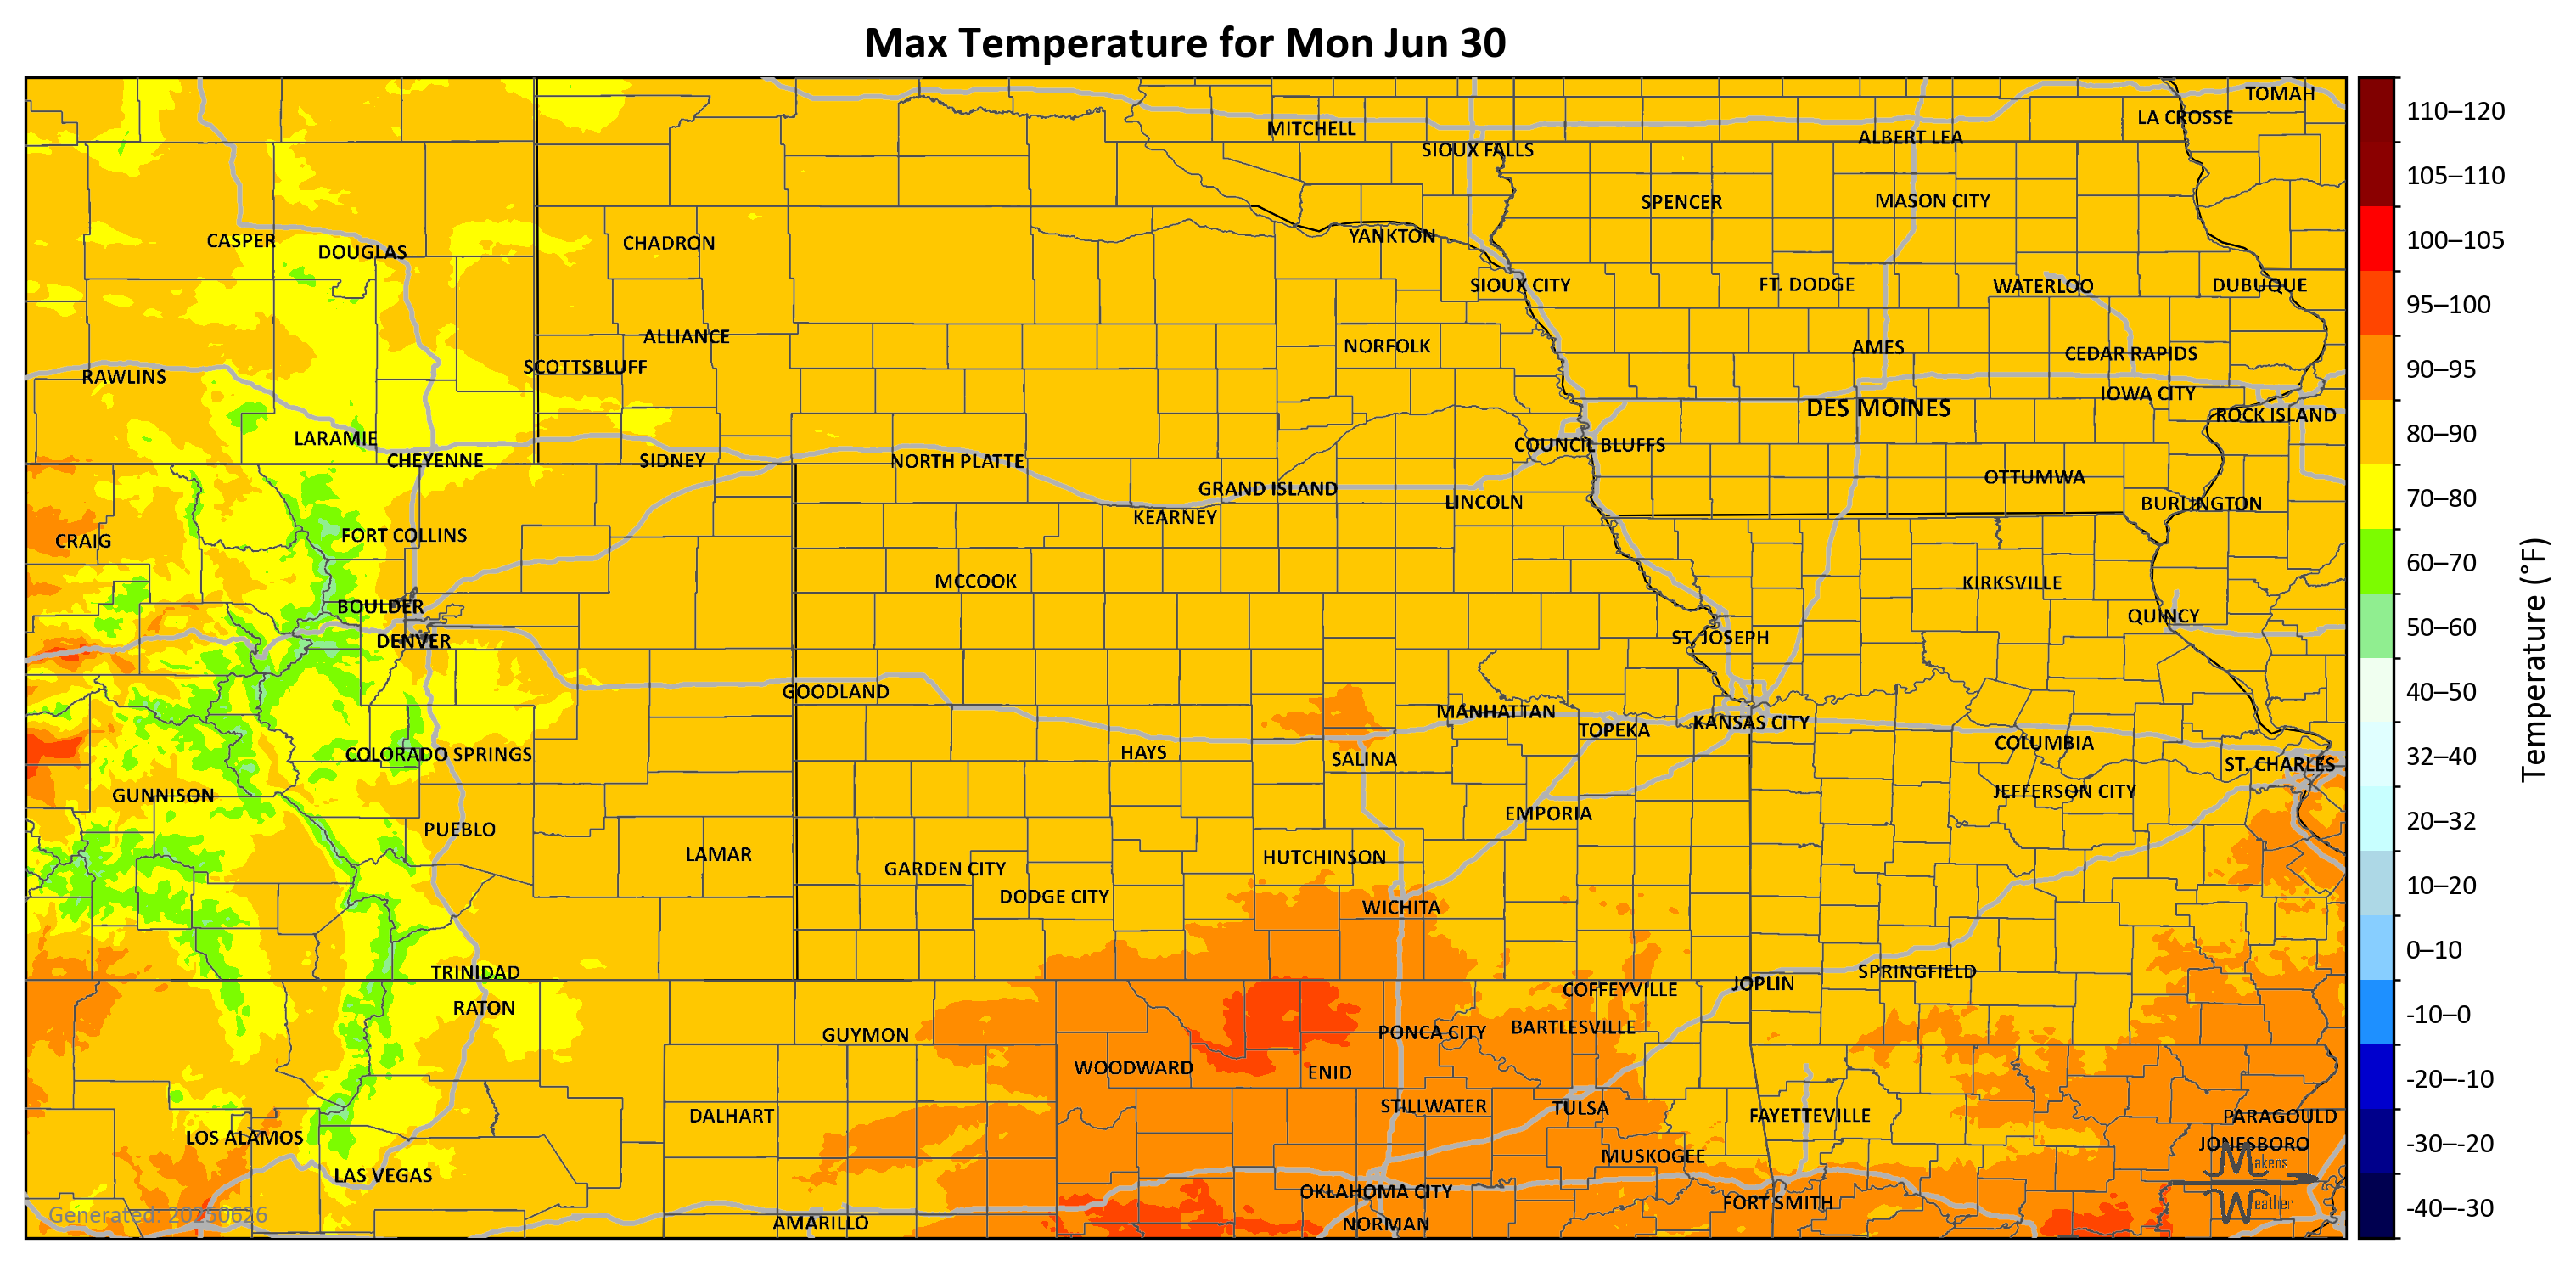 Max Temperature for Mon Jun 30
TOMAH
LA CROSSE
MITCHELL
ALBERT LEA
SIOUX FALLS
SPENCER
MASON CITY
YANKTON
CASPER
CHADRON
DOUGLAS
SIOUX CITY
FT. DODGE
WATERLOO
DUBUQUE
ALLIANCE
NORFOLK
AMES
CEDAR RAPIDS
SCOTTSBLUFF
RAWLINS
IOWA CITY
DES MOINES
ROCK ISLAND
LARAMIE
COUNCIL BLUFFS
CHEYENNE
SIDNEY
NORTH PLATTE
OTTUMWA
GRAND ISLAND
LINCOLN
BURLINGTON
KEARNEY
FORT COLLINS
CRAIG
MCCOOK
KIRKSVILLE
BOULDER
QUINCY
DENVER
ST. JOSEPH
GOODLAND
MANHATTAN
KANSAS CITY
TOPEKA
COLUMBIA
HAYS
COLORADO SPRINGS
SALINA
ST. CHARLES
JEFFERSON CITY
GUNNISON
EMPORIA
PUEBLO
LAMAR
HUTCHINSON
GARDEN CITY
DODGE CITY
WICHITA
TRINIDAD
SPRINGFIELD
JOPLIN
COFFEYVILLE
RATON
BARTLESVILLE
PONCA CITY
GUYMON
WOODWARD
ENID
STILLWATER
TULSA
DALHART
FAYETTEVILLE
PARAGOULD
LOS ALAMOS
JONESBORO
MUSKOGEE
LAS VEGAS
OKLAHOMA CITY
FORT SMITH
AMARILLO
NORMAN
Makens
Weather
Generated: 20250626
110–120
105–110
100–105
95–100
90–95
80–90
70–80
60–70
50–60
40–50
32–40
20–32
10–20
0–10
-10–0
-20–-10
-30–-20
-40–-30
Temperature (°F)